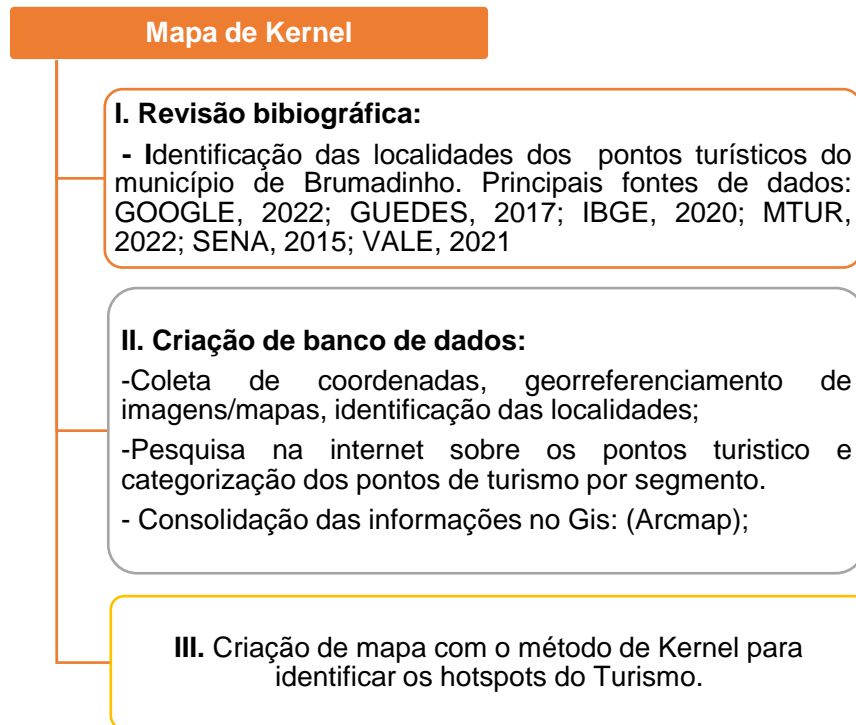 Mapa de Kernel
I. Revisão bibiográfica:
- Identificação das localidades dos pontos turísticos do
município de Brumadinho. Principais fontes de dados:
GOOGLE, 2022; GUEDES, 2017; IBGE, 2020; MTUR,
2022; SENA, 2015; VALE, 2021
II. Criação de banco de dados:
-Coleta de coordenadas, georreferenciamento de
imagens/mapas, identificação das localidades;
-Pesquisa na internet sobre os pontos turistico e
categorização dos pontos de turismo por segmento.
- Consolidação das informações no Gis: (Arcmap);
III. Criação de mapa com o método de Kernel para
identificar os hotspots do Turismo.